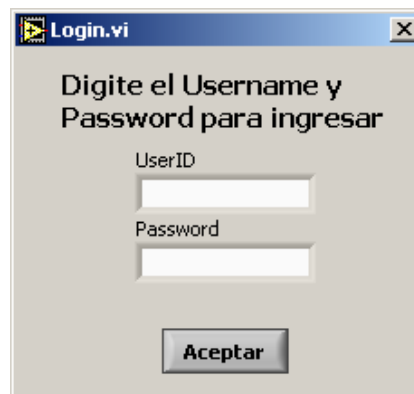 Login.vi
Digite el Username y
Password para ingresar
UserID
Password
Aceptar